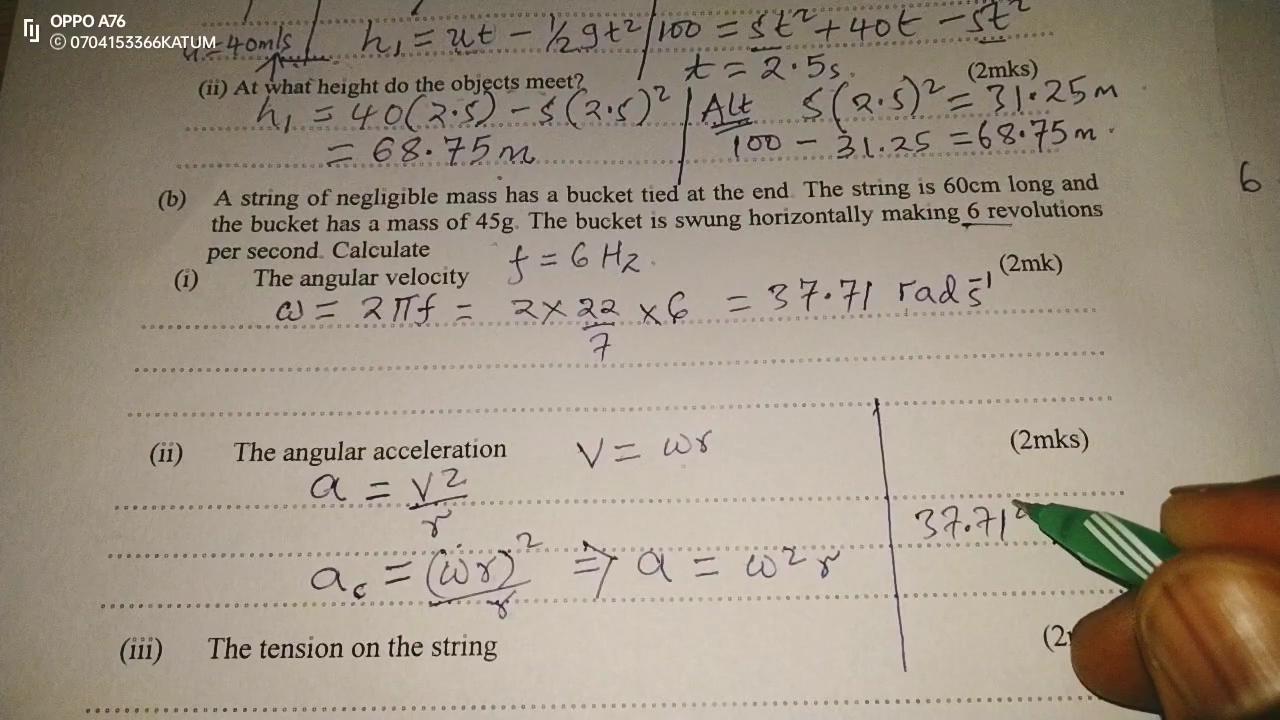 OPPO A76
© 0704153366KATUM
= 40m/s h₁ = ut - ½gt² 100 = 5t² + 40t - 5t²
t = 2.5s.
(ii) At what height do the objects meet? (2mks)
h₁ = 40(2.5) - 5(2.5)² Alt 5(2.5)² = 31.25m
= 68.75m 100 - 31.25 = 68.75m.
6
(b) A string of negligible mass has a bucket tied at the end. The string is 60cm long and
the bucket has a mass of 45g. The bucket is swung horizontally making 6 revolutions
per second. Calculate f = 6 Hz.
(i) The angular velocity (2mk)
ω = 2πf = 2 × 22/7 × 6 = 37.71 rad s⁻¹
(ii) The angular acceleration V = ωr (2mks)
a = V²/r
37.71²
a꜀ = (ωr)²/r ⇒ a = ω²r
(iii) The tension on the string